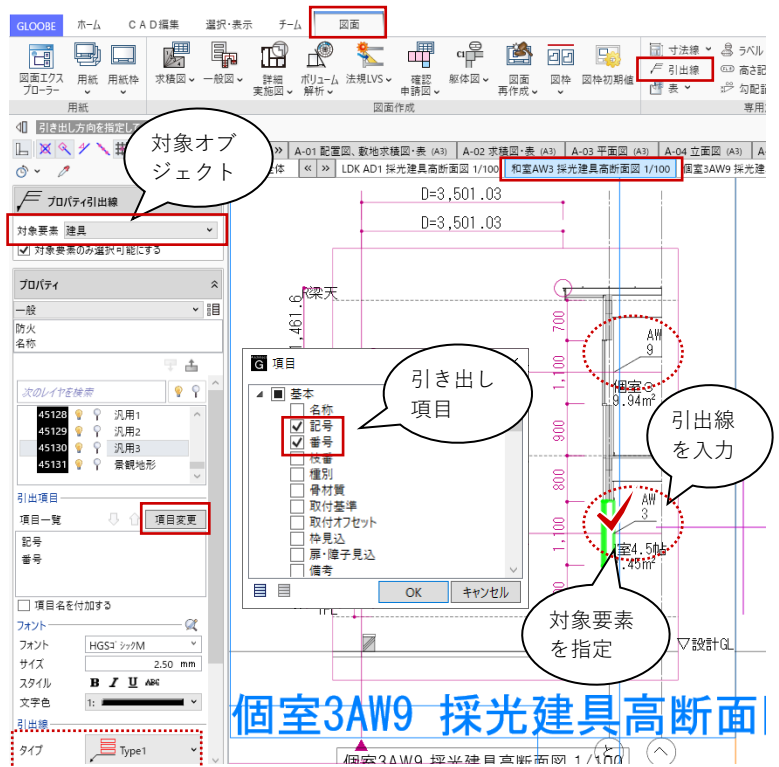 GLOOBE ホーム CAD編集 選択・表示 チーム 図面
図面エクス
プローラー
用紙
用紙枠
求積図
一般図
詳細
実施図
ボリューム
解析
法規LVS
確認
申請図
躯体図
図面
再作成
図枠
図枠初期値
寸法線
引出線
表
ラベル
高さ記
勾配記
用紙
図面作成
専用
引き出し方向を指定して
対象オブ
ジェクト
A-01 配置図、敷地求積図・表 (A3)
A-02 求積図・表 (A3)
A-03 平面図 (A3)
A-04 立面図 (A3)
LDK AD1 採光建具高断面図 1/100
和室AW3 採光建具高断面図 1/100
個室3AW9 採光建
プロパティ引出線
対象要素 建具
対象要素のみ選択可能にする
プロパティ
一般
防火
名称
次のレイヤを検索
45128 汎用1
45129 汎用2
45130 汎用3
45131 景観地形
引出項目
項目一覧 項目変更
記号
番号
項目名を付加する
フォント
フォント HGSゴシックM
サイズ 2.50 mm
スタイル B I U ABC
文字色 1:
引出線
タイプ Type1
D=3,501.03
D=3,501.03
梁天
1,461.6
700
1,100
900
800
1,100
AW
9
個室3
9.94m²
AW
3
室4.5帖
.45m²
項目
基本
名称
記号
番号
枝番
種別
骨材質
取付基準
取付オフセット
枠見込
扉・障子見込
備考
OK キャンセル
引き出し
項目
引出線
を入力
対象要素
を指定
▽設計GL
個室3AW9 採光建具高断面
個室3AW9 採光建具高断面図 1/100
と
へ